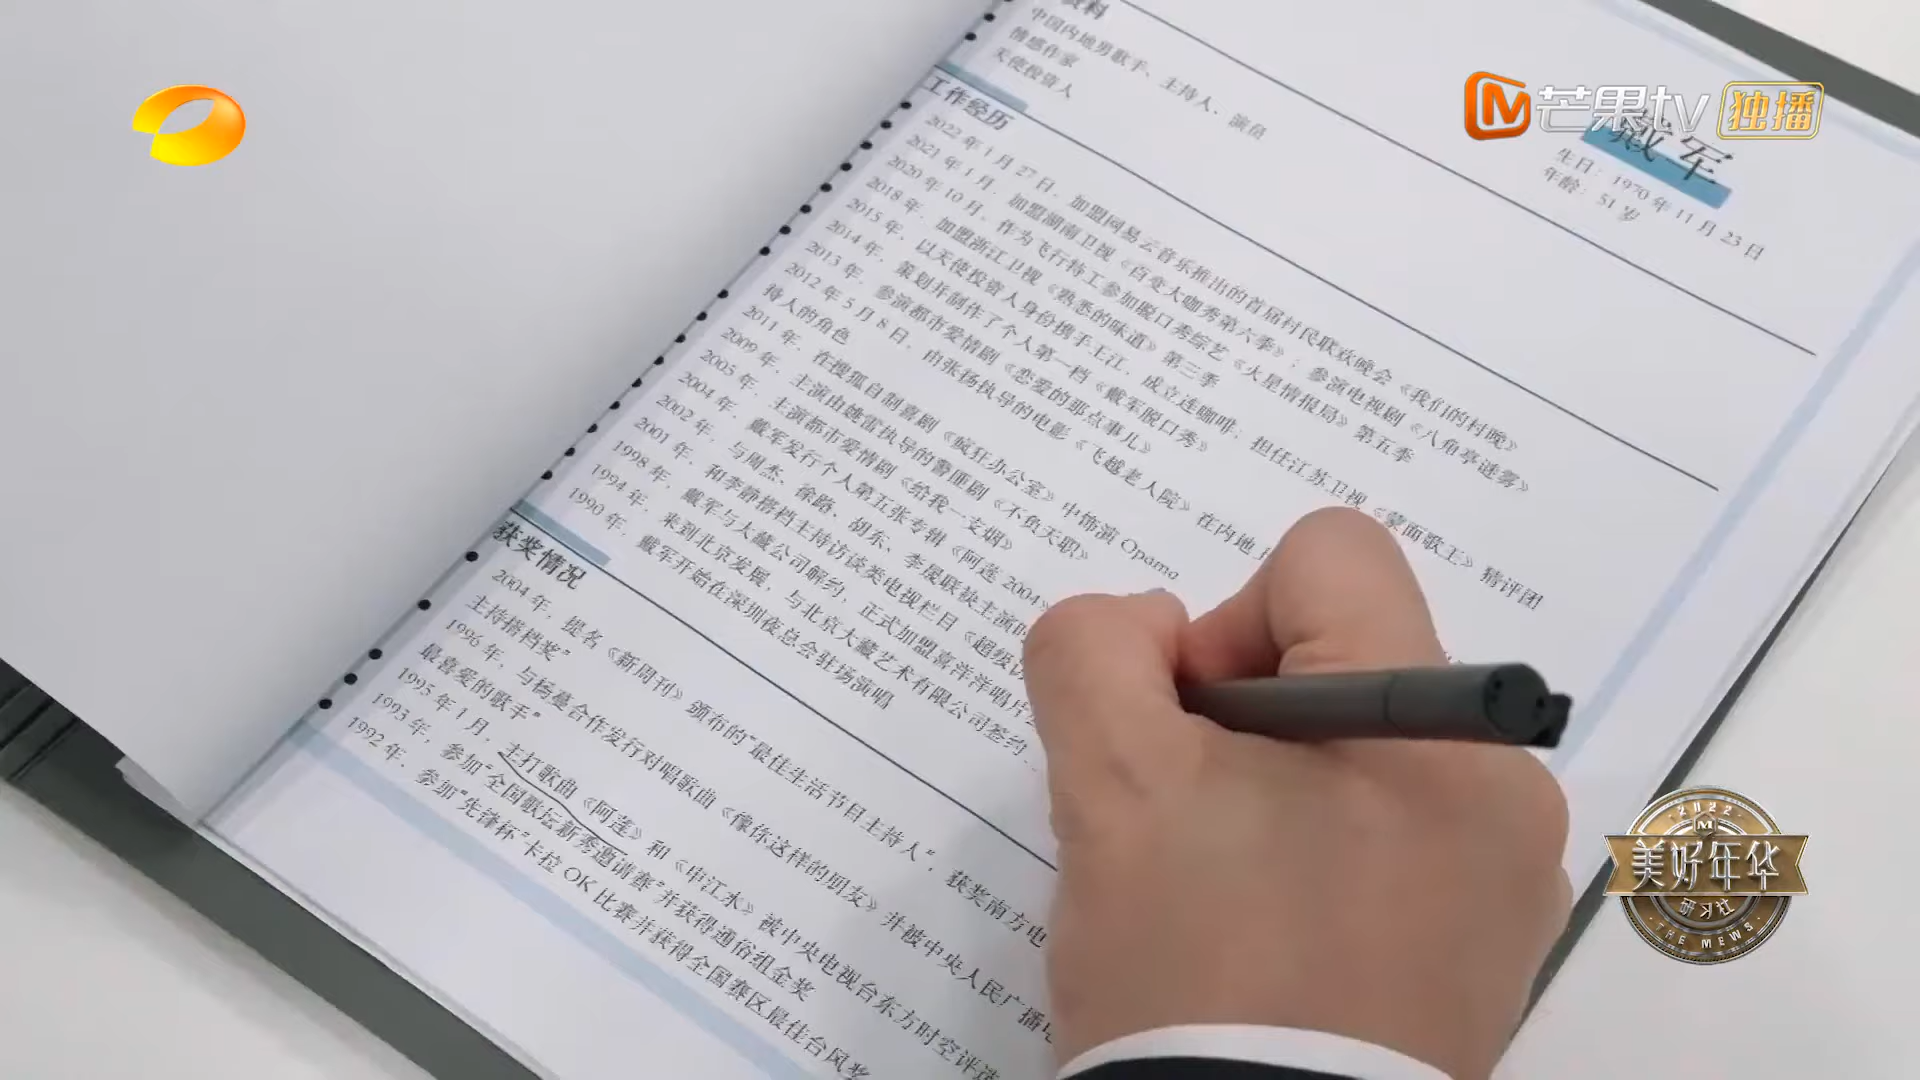 芒果tv 独播
戴军
生日：1970年11月23日
年龄：51岁
资料
中国内地男歌手、主持人、演员
情感作家
天使投资人
工作经历
2022年1月27日，加盟网易云音乐推出的首届村民联欢晚会《我们的村晚》
2021年1月，加盟湖南卫视《百变大咖秀第六季》；参演电视剧《八角亭谜雾》
2020年10月，作为飞行特工参加脱口秀综艺《火星情报局》第五季
2018年，加盟浙江卫视《熟悉的味道》第三季
2015年，以天使投资人身份携手王江，成立连咖啡；担任江苏卫视《蒙面歌王》猜评团
2014年，策划并制作了个人第一档《戴军脱口秀》
2013年，参演都市爱情剧《恋爱的那点事儿》
2012年5月8日，由张扬执导的电影《飞越老人院》在内地
持人的角色
2011年，在搜狐自制喜剧《疯狂办公室》中饰演Opama
2009年，主演由姚雷执导的警匪剧《不负天职》
2005年，主演都市爱情剧《给我一支烟》
2004年，戴军发行个人第五张专辑《阿莲2004》
2002年，与周杰、徐路、胡东、李晟联袂主演的
2001年，和李静搭档主持访谈类电视栏目《超级访
1998年，戴军与大藏公司解约，正式加盟喜洋洋唱片公
1994年，来到北京发展，与北京大藏艺术有限公司签约
1990年，戴军开始在深圳夜总会驻场演唱
获奖情况
2004年，提名《新周刊》颁布的“最佳生活节目主持人”，获奖南方电
主持搭档奖”
1996年，与杨蔓合作发行对唱歌曲《像你这样的朋友》并被中央人民广播电
最喜爱的歌手”
1995年1月，主打歌曲《阿莲》和《申江水》被中央电视台东方时空评选
1993年，参加“全国歌坛新秀邀请赛”并获得通俗组金奖
1992年，参加“先锋杯”卡拉OK比赛并获得全国赛区最佳台风奖
2022
美好年华
研习社
THE MEWS